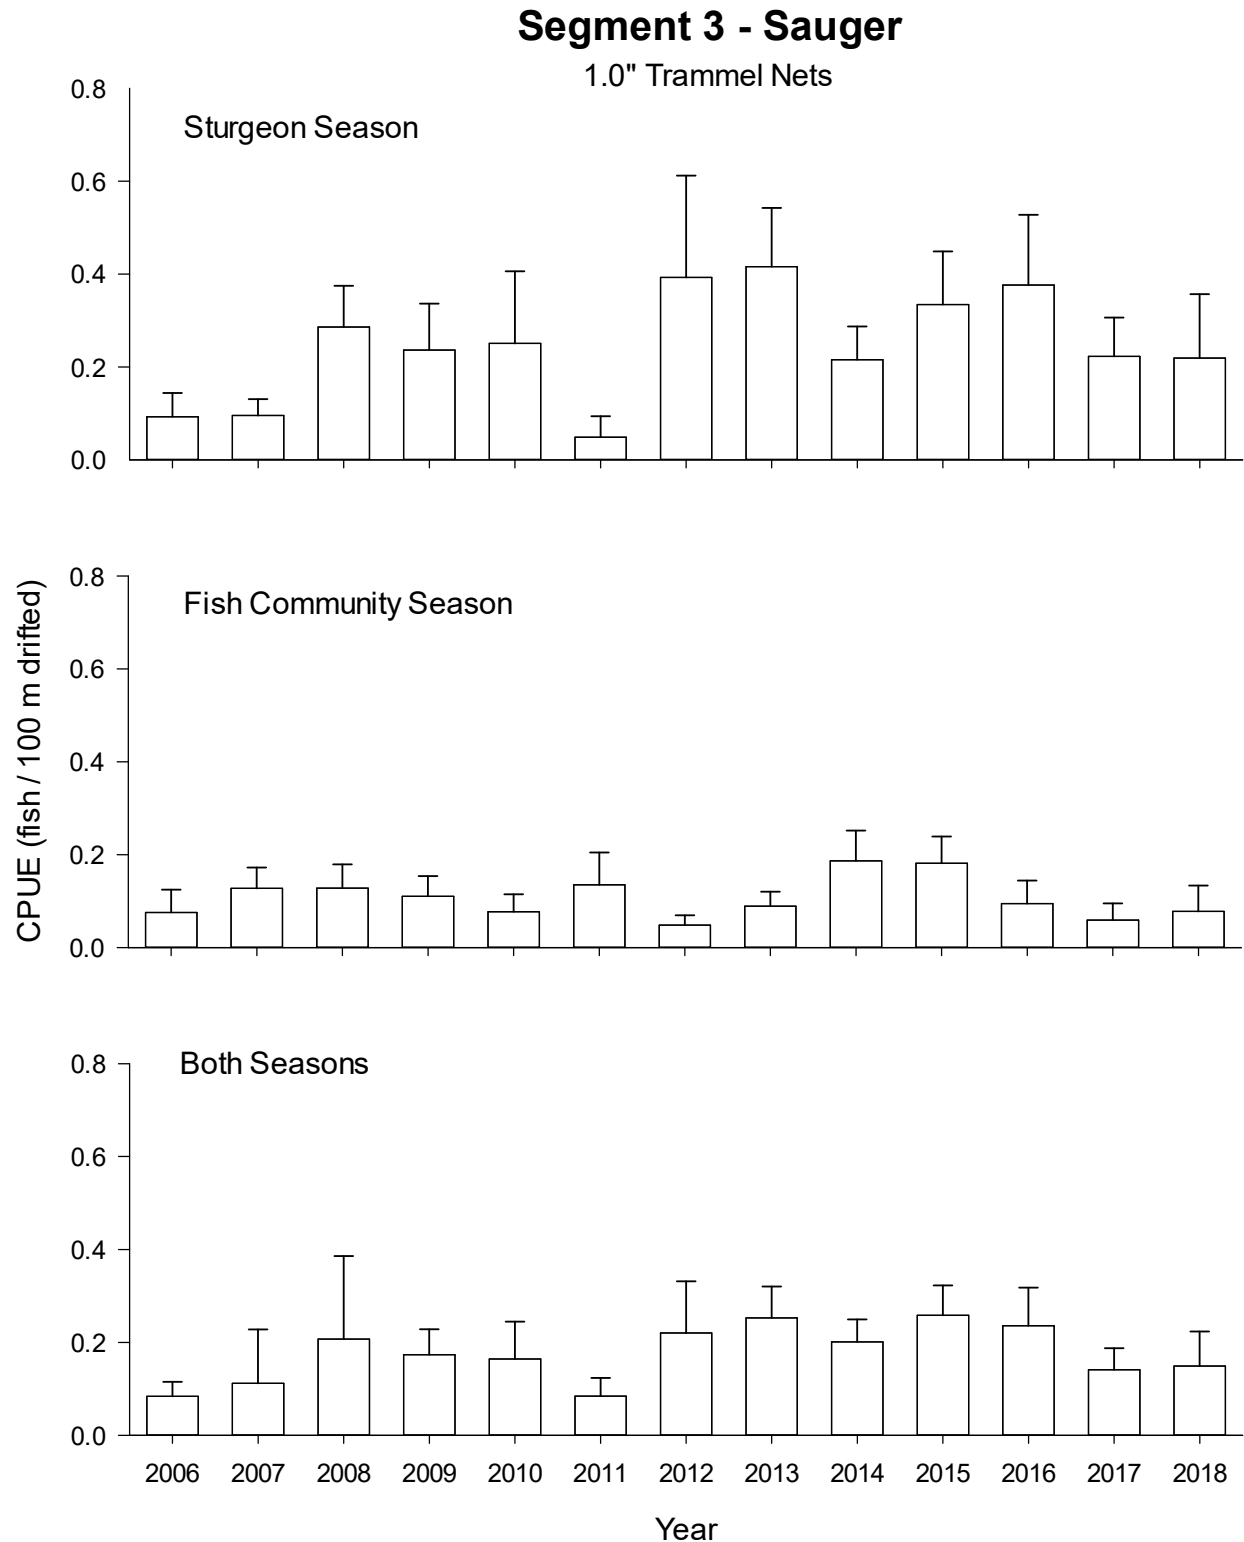 Segment 3 - Sauger
1.0" Trammel Nets
Sturgeon Season
0.8
0.6
0.4
0.2
0.0
CPUE (fish / 100 m drifted)
Fish Community Season
0.8
0.6
0.4
0.2
0.0
Both Seasons
0.8
0.6
0.4
0.2
0.0
2006 2007 2008 2009 2010 2011 2012 2013 2014 2015 2016 2017 2018
Year